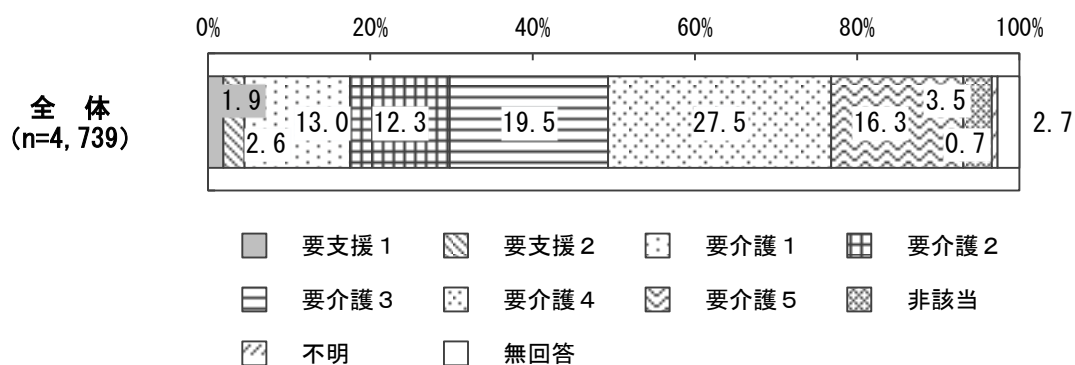 0% 20% 40% 60% 80% 100%
全 体
(n=4,739)
1.9 2.6 13.0 12.3 19.5 27.5 16.3 3.5 0.7 2.7
要支援1 要支援2 要介護1 要介護2
要介護3 要介護4 要介護5 非該当
不明 無回答